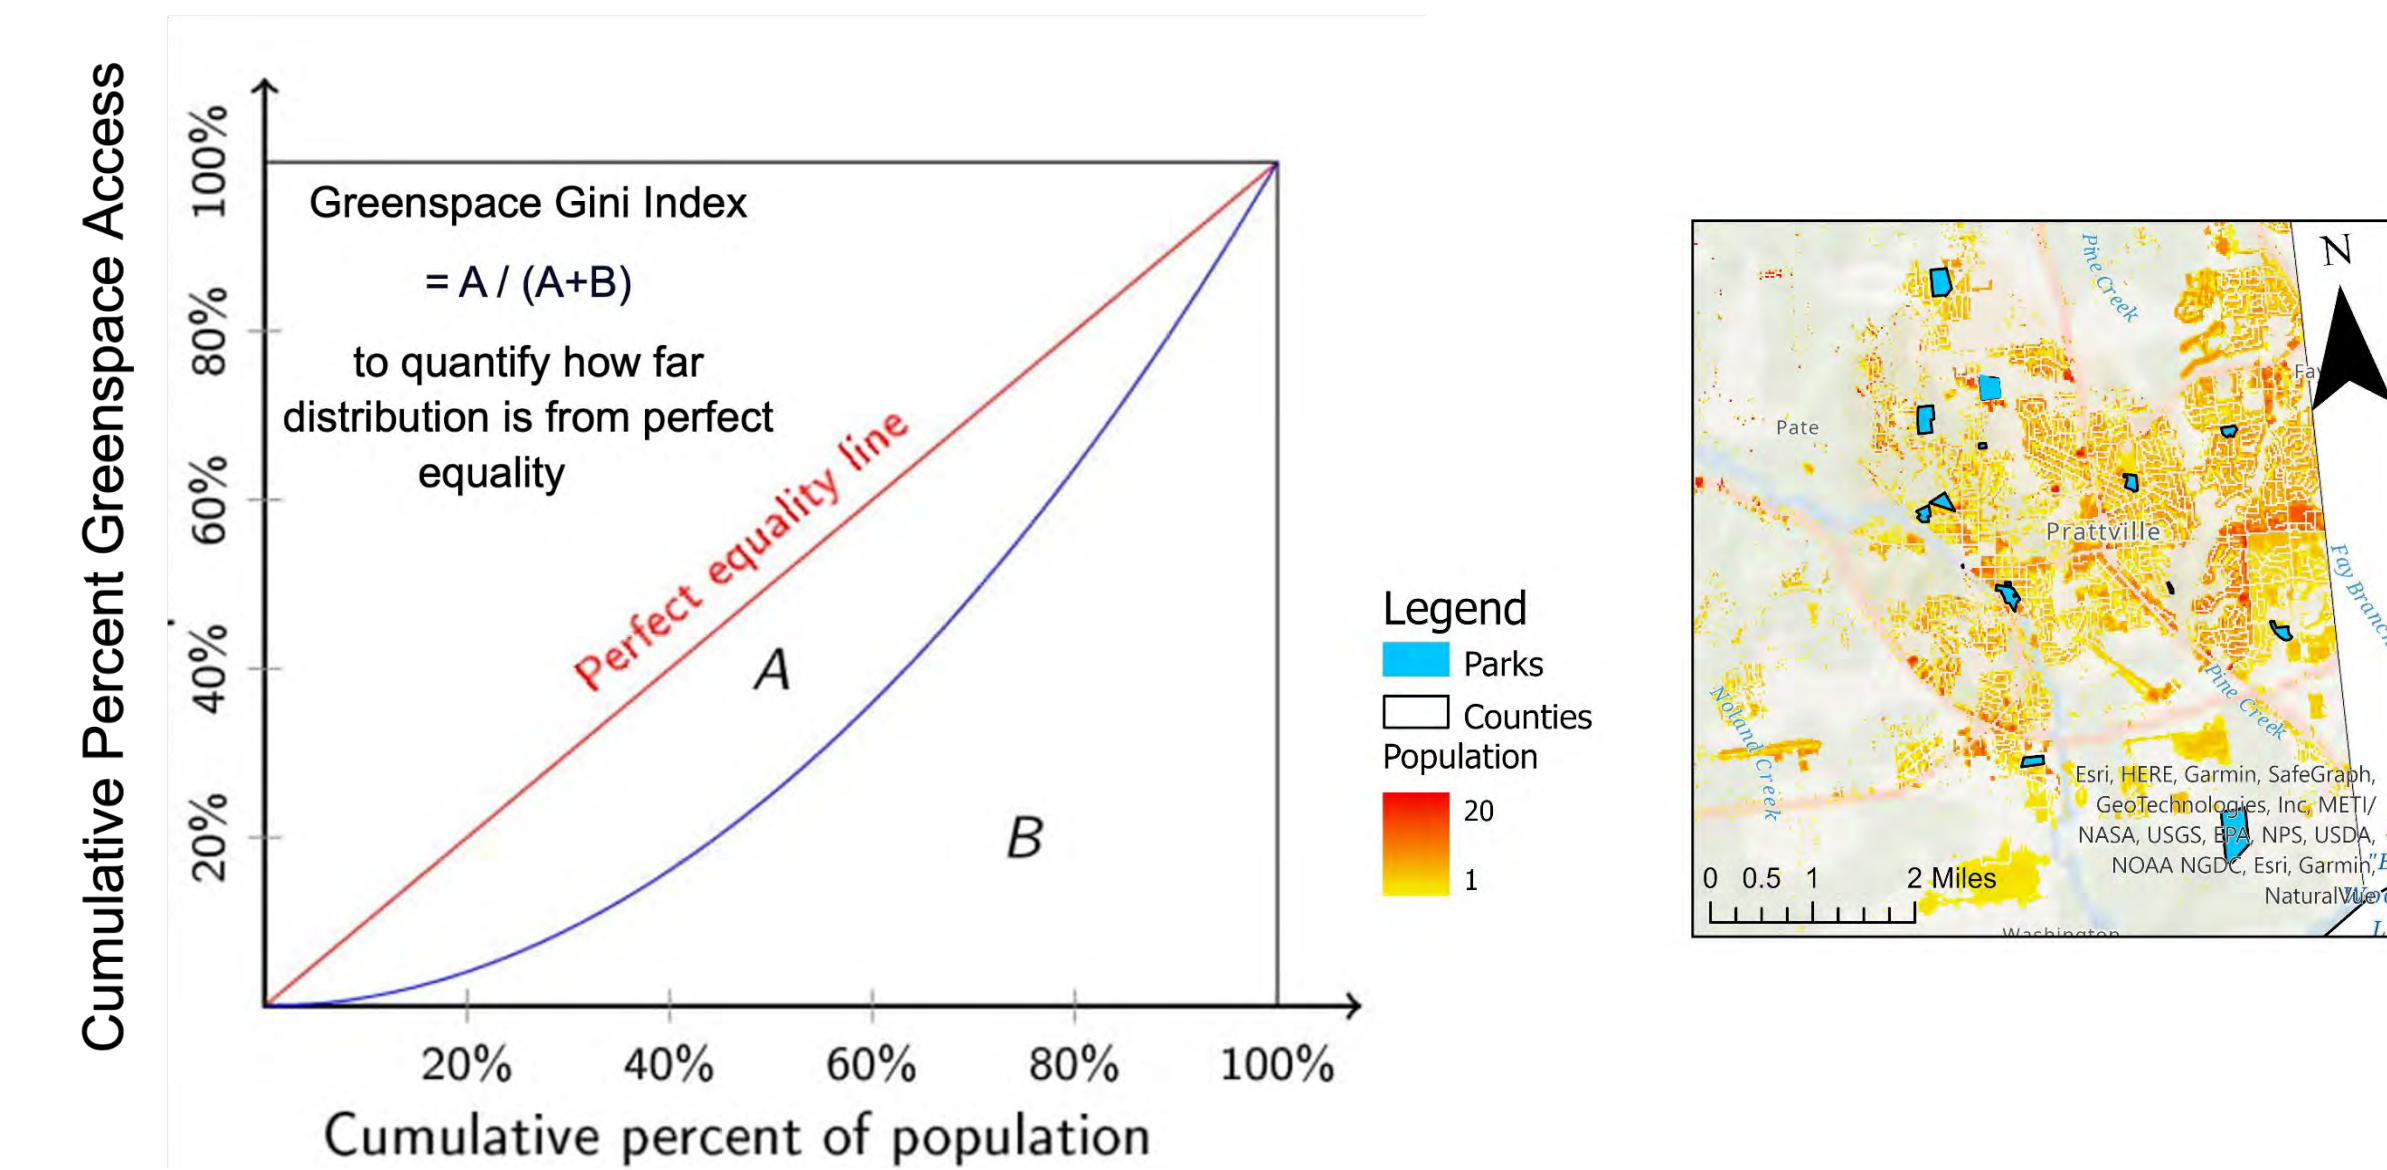 Cumulative Percent Greenspace Access
100%
80%
60%
40%
20%
Greenspace Gini Index
= A / (A+B)
to quantify how far
distribution is from perfect
equality
Perfect equality line
A
B
20%
40%
60%
80%
100%
Cumulative percent of population
Legend
Parks
Counties
Population
20
1
N
Pine Creek
Fay
Pate
Prattville
Fay Branch
Noland Creek
Pine Creek
Esri, HERE, Garmin, SafeGraph,
GeoTechnologies, Inc, METI/
NASA, USGS, EPA, NPS, USDA,
NOAA NGDC, Esri, Garmin,
NaturalVue
0 0.5 1 2 Miles
Washington